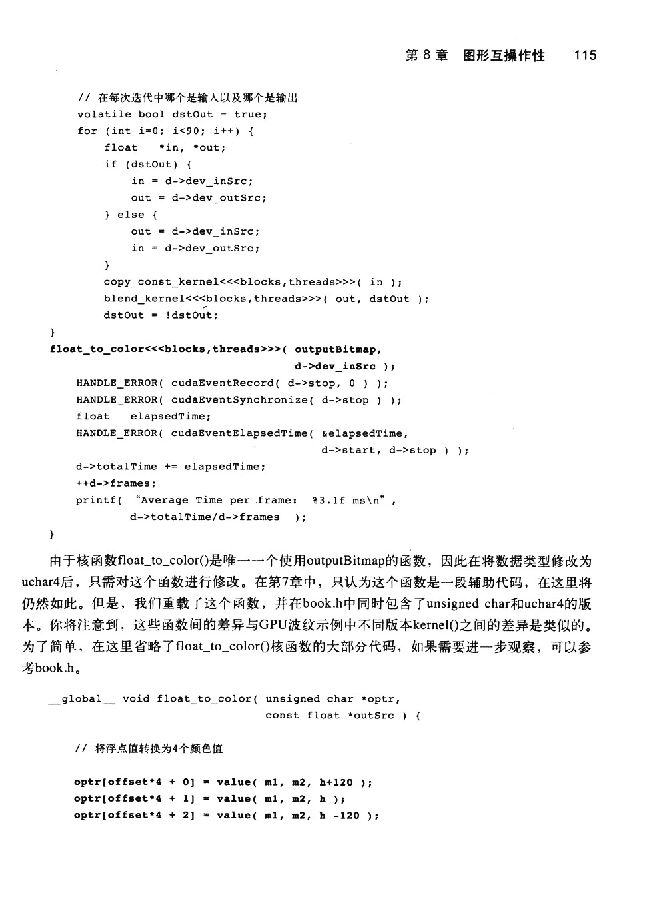 第 8 章 图形互操作性 115
// 在每次迭代中哪个是输入以及哪个是输出
volatile bool dstOut = true;
for (int i=0; i<90; i++) {
float *in, *out;
if (dstOut) {
in = d->dev_inSrc;
out = d->dev_outSrc;
} else {
out = d->dev_inSrc;
in = d->dev_outSrc;
}
copy_const_kernel<<<blocks,threads>>>( in );
blend_kernel<<<blocks,threads>>>( out, dstOut );
dstOut = !dstOut;
}
float_to_color<<<blocks,threads>>>( outputBitmap,
d->dev_inSrc );
HANDLE_ERROR( cudaEventRecord( d->stop, 0 ) );
HANDLE_ERROR( cudaEventSynchronize( d->stop ) );
float elapsedTime;
HANDLE_ERROR( cudaEventElapsedTime( &elapsedTime,
d->start, d->stop ) );
d->totalTime += elapsedTime;
++d->frames;
printf( “Average Time per frame: %3.1f ms\n”,
d->totalTime/d->frames );
}
由于核函数float_to_color()是唯一一个使用outputBitmap的函数，因此在将数据类型修改为
uchar4后，只需对这个函数进行修改。在第7章中，只认为这个函数是一段辅助代码，在这里将
仍然如此。但是，我们重载了这个函数，并在book.h中同时包含了unsigned char和uchar4的版
本。你将注意到，这些函数间的差异与GPU波纹示例中不同版本kernel()之间的差异是类似的。
为了简单，在这里省略了float_to_color()核函数的大部分代码，如果需要进一步观察，可以参
考book.h。
__global__ void float_to_color( unsigned char *optr,
const float *outSrc ) {
// 将浮点值转换为4个颜色值
optr[offset*4 + 0] = value( m1, m2, h+120 );
optr[offset*4 + 1] = value( m1, m2, h );
optr[offset*4 + 2] = value( m1, m2, h -120 );